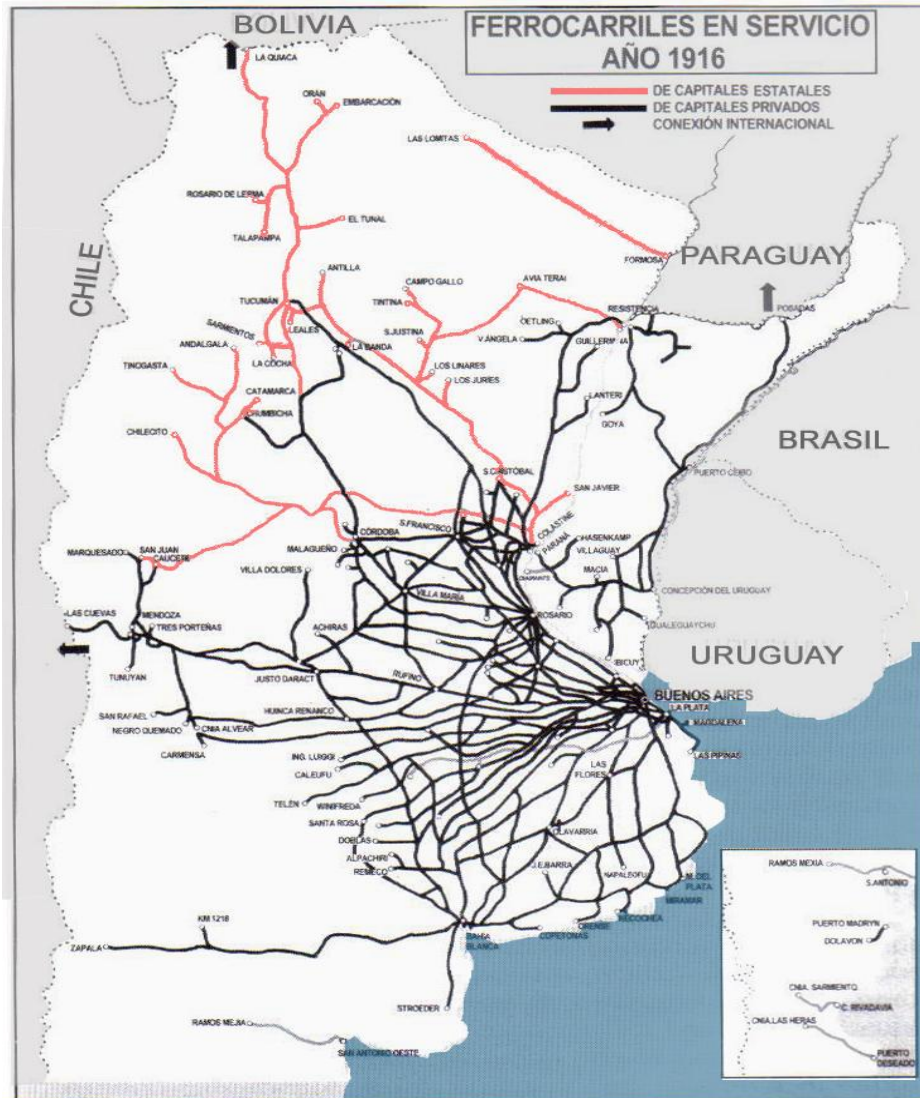 BOLIVIA
FERROCARRILES EN SERVICIO
AÑO 1916
DE CAPITALES ESTATALES
DE CAPITALES PRIVADOS
CONEXIÓN INTERNACIONAL
LA QUIACA
ORÁN
EMBARCACIÓN
LAS LOMITAS
ROSARIO DE LERMA
EL TUNAL
TALAPAMPA
FORMOSA
PARAGUAY
CHILE
ANTILLA
CAMPO GALLO
AVIA TERAI
TUCUMÁN
TINTINA
RESISTENCIA
POSADAS
OETLING
LEALES
SARMIENTOS
S.JUSTINA
V.ANGELA
GUILLERMINA
ANDALGALA
LA BANDA
LA COCHA
TINOGASTA
LOS LINARES
LOS JURIES
CATAMARCA
LANTERI
CHUMBICHA
GOYA
CHILECITO
BRASIL
S.CRISTÓBAL
PUERTO CEIBO
SAN JAVIER
S.FRANCISCO
COLASTINE
CÓRDOBA
PARANÁ
HASENKAMP
MARQUESADO
SAN JUAN
MALAGUEÑO
VILLAGUAY
CAUCETE
VILLA DOLORES
DIAMANTE
MACIA
VILLA MARÍA
CONCEPCIÓN DEL URUGUAY
LAS CUEVAS
MENDOZA
ROSARIO
TRES PORTEÑAS
ACHIRAS
GUALEGUAYCHU
URUGUAY
TUNUYAN
JUSTO DARACT
RUFINO
IBICUY
BUENOS AIRES
LA PLATA
SAN RAFAEL
HUINCA RENANCO
MAGDALENA
NEGRO QUEMADO
CNIA ALVEAR
CARMENSA
ING. LUIGGI
LAS PIPINAS
CALEUFU
LAS
FLORES
TELÉN
WINIFREDA
SANTA ROSA
OLAVARRIA
DOBLAS
ALPACHIRI
J.E.BARRA
REMECO
NAPALEOFU
M. DEL
PLATA
MIRAMAR
NECOCHEA
KM 1218
ORENSE
ZAPALA
BAHÍA
BLANCA
COPETONAS
STROEDER
RAMOS MEJIA
SAN ANTONIO OESTE
RAMOS MEXIA
S.ANTONIO
PUERTO MADRYN
DOLAVON
CNIA. SARMIENTO
C. RIVADAVIA
CNIA.LAS HERAS
PUERTO
DESEADO